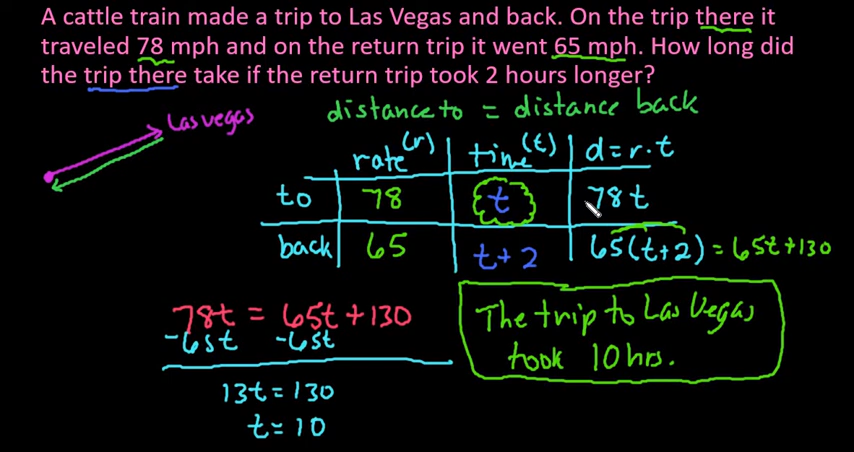 A cattle train made a trip to Las Vegas and back. On the trip there it
traveled 78 mph and on the return trip it went 65 mph. How long did
the trip there take if the return trip took 2 hours longer?
Las Vegas
distance to = distance back
rate (r) time (t) d = r · t
to 78 t 78t
back 65 t + 2 65(t+2) = 65t + 130
78t = 65t + 130
-65t -65t
13t = 130
t = 10
The trip to Las Vegas
took 10 hrs.